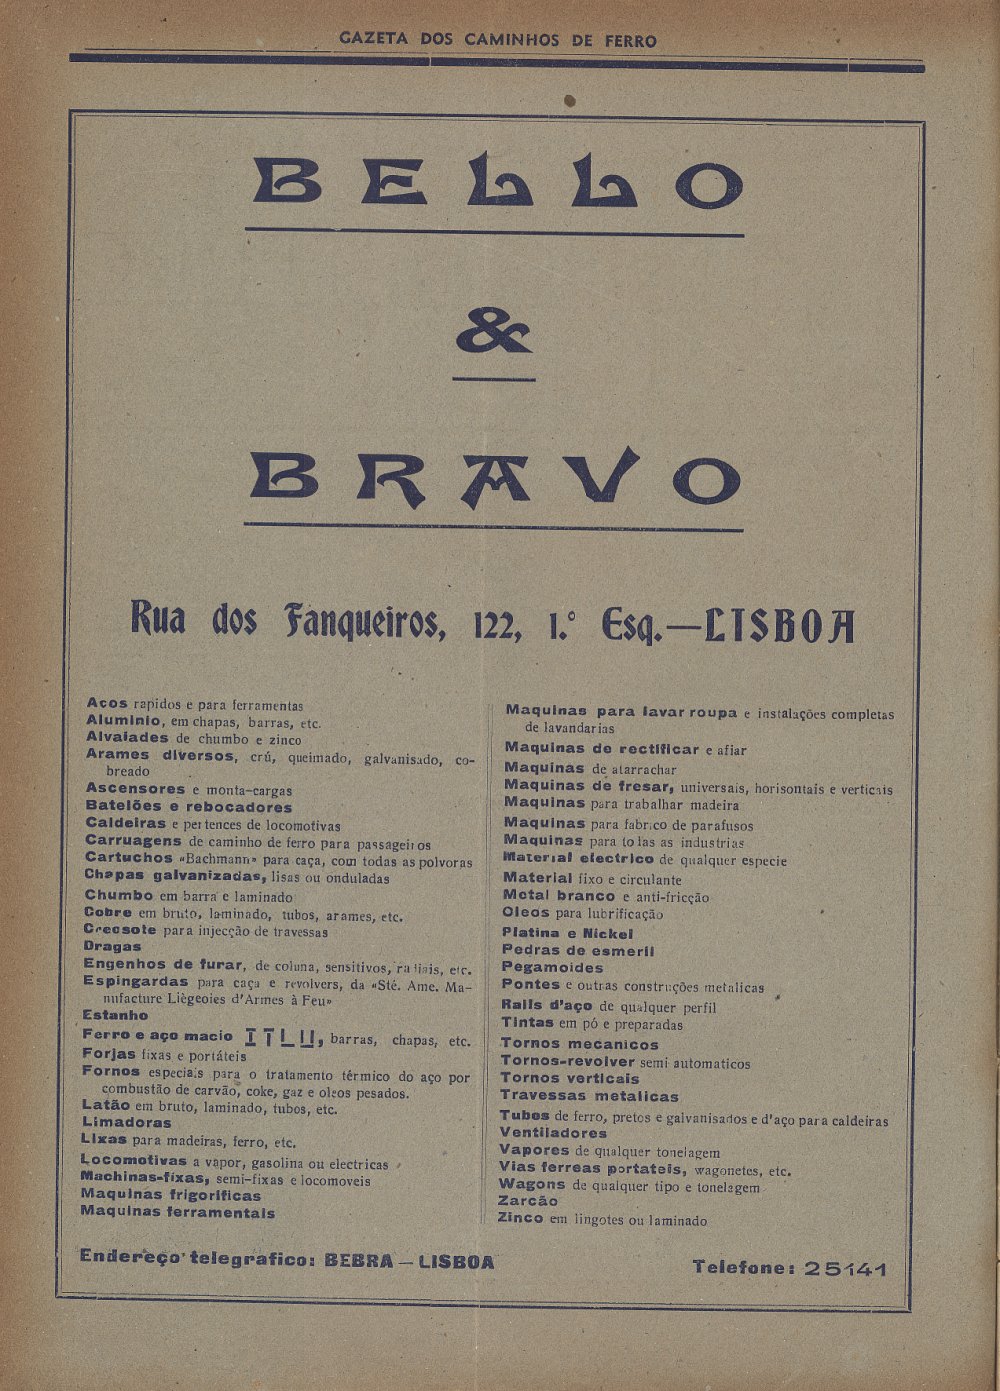 GAZETA DOS CAMINHOS DE FERRO
BELLO
&
BRAVO
Rua dos Fanqueiros, 122, 1.º Esq.—LISBOA
Aços rapidos e para ferramentas
Aluminio, em chapas, barras, etc.
Alvaiades de chumbo e zinco
Arames diversos, crú, queimado, galvanisado, co-
breado
Ascensores e monta-cargas
Batelões e rebocadores
Caldeiras e pertences de locomotivas
Carruagens de caminho de ferro para passageiros
Cartuchos «Bachmann» para caça, com todas as polvoras
Chapas galvanizadas, lisas ou onduladas
Chumbo em barra e laminado
Cobre em bruto, laminado, tubos, arames, etc.
Creosote para injecção de travessas
Dragas
Engenhos de furar, de coluna, sensitivos, radiais, etc.
Espingardas para caça e revolvers, da «Sté. Ame. Ma-
nufacture Liègeoies d'Armes à Feu»
Estanho
Ferro e aço macio I T L U, barras, chapas, etc.
Forjas fixas e portáteis
Fornos especiais para o tratamento térmico do aço por
combustão de carvão, coke, gaz e oleos pesados.
Latão em bruto, laminado, tubos, etc.
Limadoras
Lixas para madeiras, ferro, etc.
Locomotivas a vapor, gasolina ou electricas
Machinas-fixas, semi-fixas e locomoveis
Maquinas frigorificas
Maquinas ferramentais
Maquinas para lavar roupa e instalações completas
de lavandarias
Maquinas de rectificar e afiar
Maquinas de atarrachar
Maquinas de fresar, universais, horisontais e verticais
Maquinas para trabalhar madeira
Maquinas para fabrico de parafusos
Maquinas para todas as industrias
Material electrico de qualquer especie
Material fixo e circulante
Metal branco e anti-fricção
Oleos para lubrificação
Platina e Nickel
Pedras de esmeril
Pegamoides
Pontes e outras construções metalicas
Rails d'aço de qualquer perfil
Tintas em pó e preparadas
Tornos mecanicos
Tornos-revolver semi automaticos
Tornos verticais
Travessas metalicas
Tubos de ferro, pretos e galvanisados e d'aço para caldeiras
Ventiladores
Vapores de qualquer tonelagem
Vias ferreas portateis, wagonetes, etc.
Wagons de qualquer tipo e tonelagem
Zarcão
Zinco em lingotes ou laminado
Endereço telegrafico: BEBRA — LISBOA
Telefone: 25141